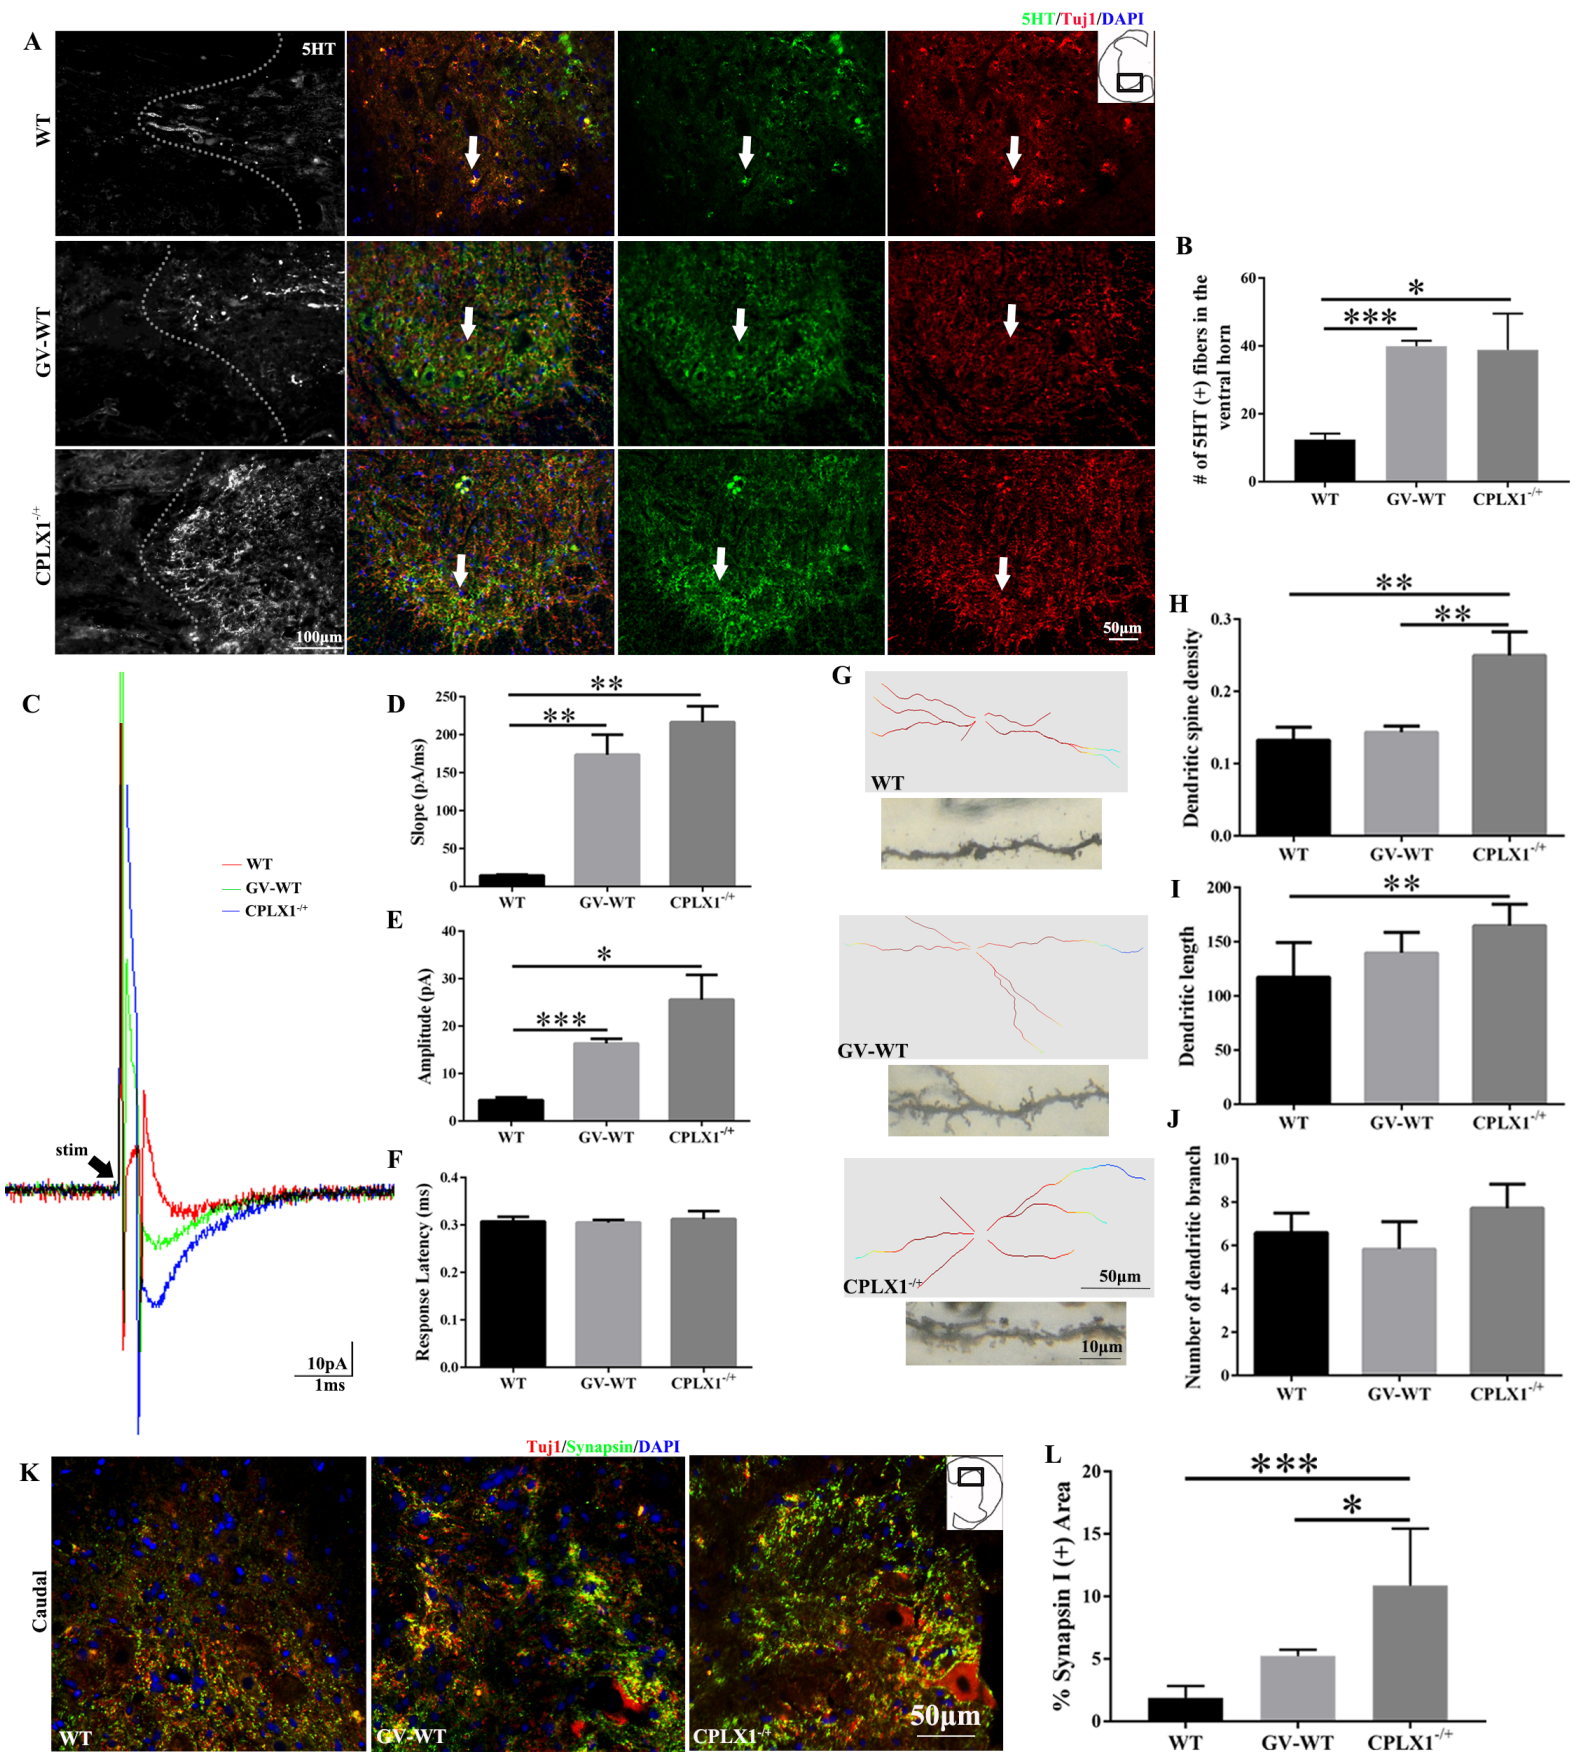 5HT/Tuj1/DAPI
A
5HT
WT
GV-WT
CPLX1-/+
100µm
50µm
B
# of 5HT (+) fibers in the
ventral horn
60
40
20
0
WT
GV-WT
CPLX1-/+
*
***
C
stim
WT
GV-WT
CPLX1-/+
10pA
1ms
D
Slope (pA/ms)
250
200
150
100
50
0
**
**
WT
GV-WT
CPLX1-/+
E
Amplitude (pA)
40
30
20
10
0
*
***
WT
GV-WT
CPLX1-/+
F
Response Latency (ms)
0.4
0.3
0.2
0.1
0.0
WT
GV-WT
CPLX1-/+
G
WT
GV-WT
CPLX1-/+
50µm
10µm
H
Dendritic spine density
0.3
0.2
0.1
0.0
**
**
WT
GV-WT
CPLX1-/+
I
Dendritic length
200
150
100
50
0
**
WT
GV-WT
CPLX1-/+
J
Number of dendritic branch
10
8
6
4
2
0
WT
GV-WT
CPLX1-/+
K
Tuj1/Synapsin/DAPI
Caudal
WT
GV-WT
CPLX1-/+
50µm
L
% Synapsin I (+) Area
20
15
10
5
0
***
*
WT
GV-WT
CPLX1-/+